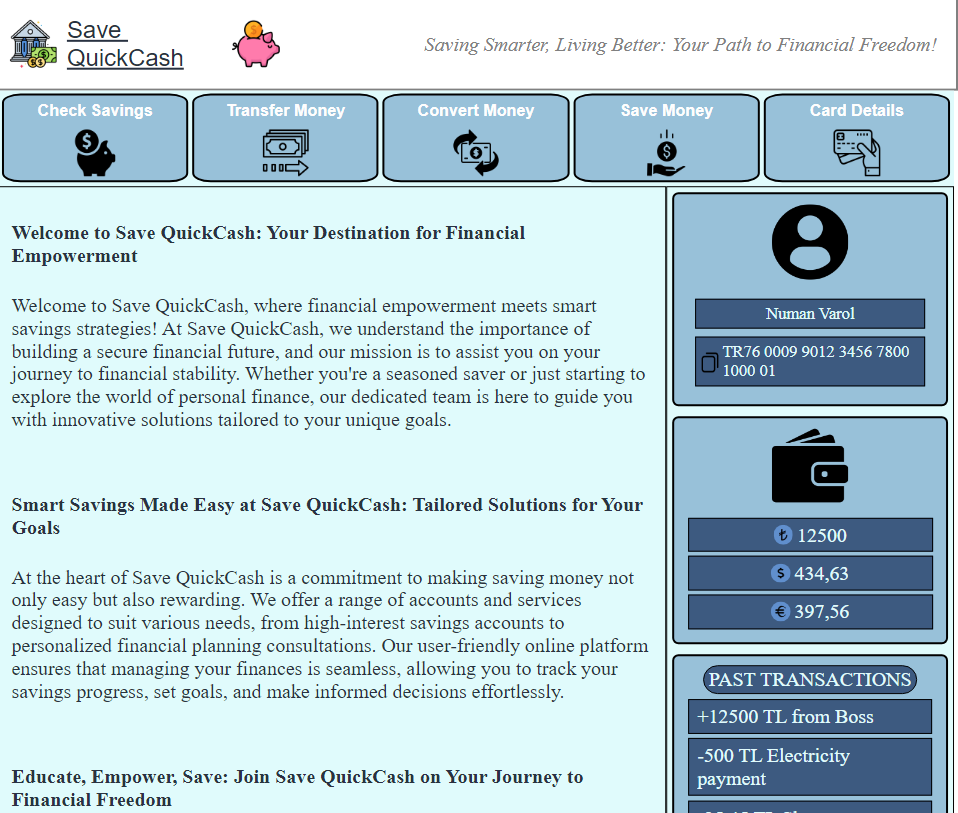 Save
QuickCash
Saving Smarter, Living Better: Your Path to Financial Freedom!
Check Savings
Transfer Money
Convert Money
Save Money
Card Details
Welcome to Save QuickCash: Your Destination for Financial
Empowerment
Welcome to Save QuickCash, where financial empowerment meets smart
savings strategies! At Save QuickCash, we understand the importance of
building a secure financial future, and our mission is to assist you on your
journey to financial stability. Whether you're a seasoned saver or just starting to
explore the world of personal finance, our dedicated team is here to guide you
with innovative solutions tailored to your unique goals.
Smart Savings Made Easy at Save QuickCash: Tailored Solutions for Your
Goals
At the heart of Save QuickCash is a commitment to making saving money not
only easy but also rewarding. We offer a range of accounts and services
designed to suit various needs, from high-interest savings accounts to
personalized financial planning consultations. Our user-friendly online platform
ensures that managing your finances is seamless, allowing you to track your
savings progress, set goals, and make informed decisions effortlessly.
Educate, Empower, Save: Join Save QuickCash on Your Journey to
Financial Freedom
Numan Varol
TR76 0009 9012 3456 7800
1000 01
₺ 12500
$ 434,63
€ 397,56
PAST TRANSACTIONS
+12500 TL from Boss
-500 TL Electricity
payment